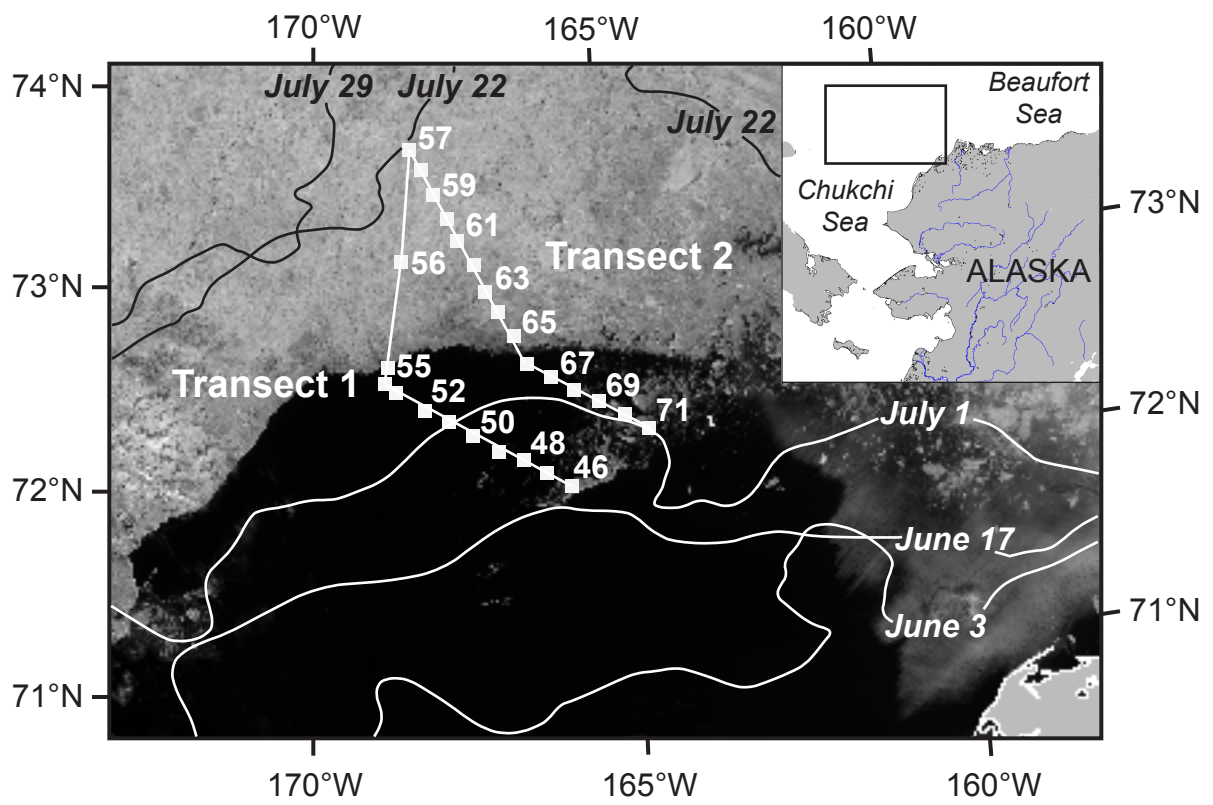 170°W
165°W
160°W
74°N
July 29
July 22
July 22
Beaufort
Sea
57
59
Chukchi
Sea
73°N
61
Transect 2
56
ALASKA
73°N
63
65
55
67
Transect 1
52
69
72°N
50
71
July 1
48
46
72°N
June 17
June 3
71°N
71°N
170°W
165°W
160°W